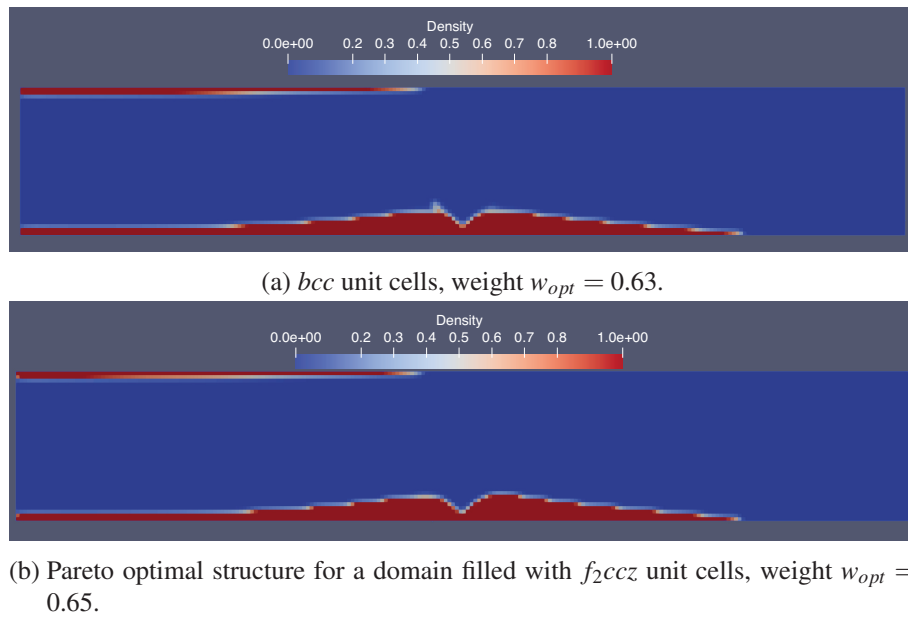 Density
0.0e+00 0.2 0.3 0.4 0.5 0.6 0.7 0.8 1.0e+00
(a) bcc unit cells, weight w_opt = 0.63.
Density
0.0e+00 0.2 0.3 0.4 0.5 0.6 0.7 0.8 1.0e+00
(b) Pareto optimal structure for a domain filled with f₂ccz unit cells, weight w_opt =
0.65.